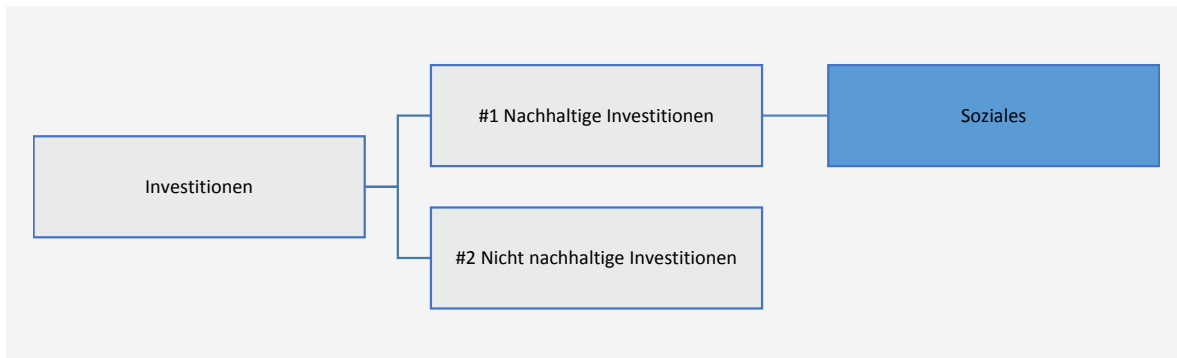 Investitionen
#1 Nachhaltige Investitionen
Soziales
#2 Nicht nachhaltige Investitionen